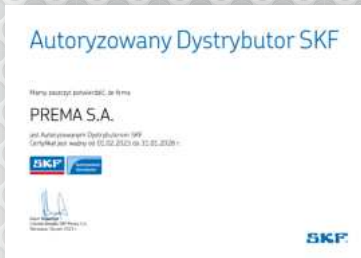 Autoryzowany Dystrybutor SKF
Mamy zaszczyt potwierdzić, że firma
PREMA S.A.
jest Autoryzowanym Dystrybutorem SKF
Certyfikat jest ważny od 01.02.2023 do 31.01.2028 r.
SKF
SKF